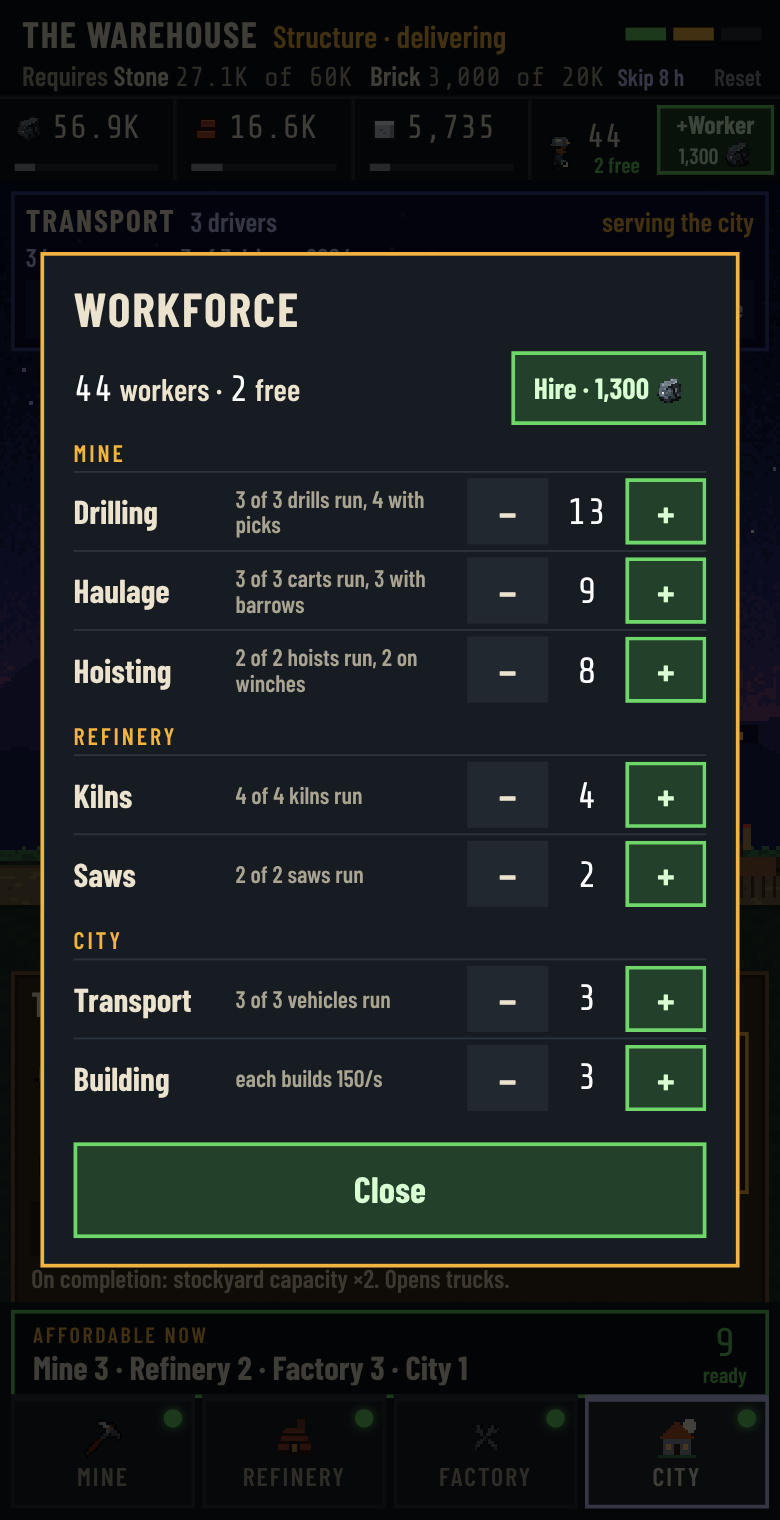 THE WAREHOUSE Structure · delivering
Requires Stone 27.1K of 60K Brick 3,000 of 20K Skip 8 h Reset
56.9K 16.6K 5,735 44 2 free +Worker 1,300
TRANSPORT 3 drivers serving the city
WORKFORCE
44 workers · 2 free Hire · 1,300
MINE
Drilling 3 of 3 drills run, 4 with picks − 13 +
Haulage 3 of 3 carts run, 3 with barrows − 9 +
Hoisting 2 of 2 hoists run, 2 on winches − 8 +
REFINERY
Kilns 4 of 4 kilns run − 4 +
Saws 2 of 2 saws run − 2 +
CITY
Transport 3 of 3 vehicles run − 3 +
Building each builds 150/s − 3 +
Close
On completion: stockyard capacity ×2. Opens trucks.
AFFORDABLE NOW 9
Mine 3 · Refinery 2 · Factory 3 · City 1 ready
MINE REFINERY FACTORY CITY